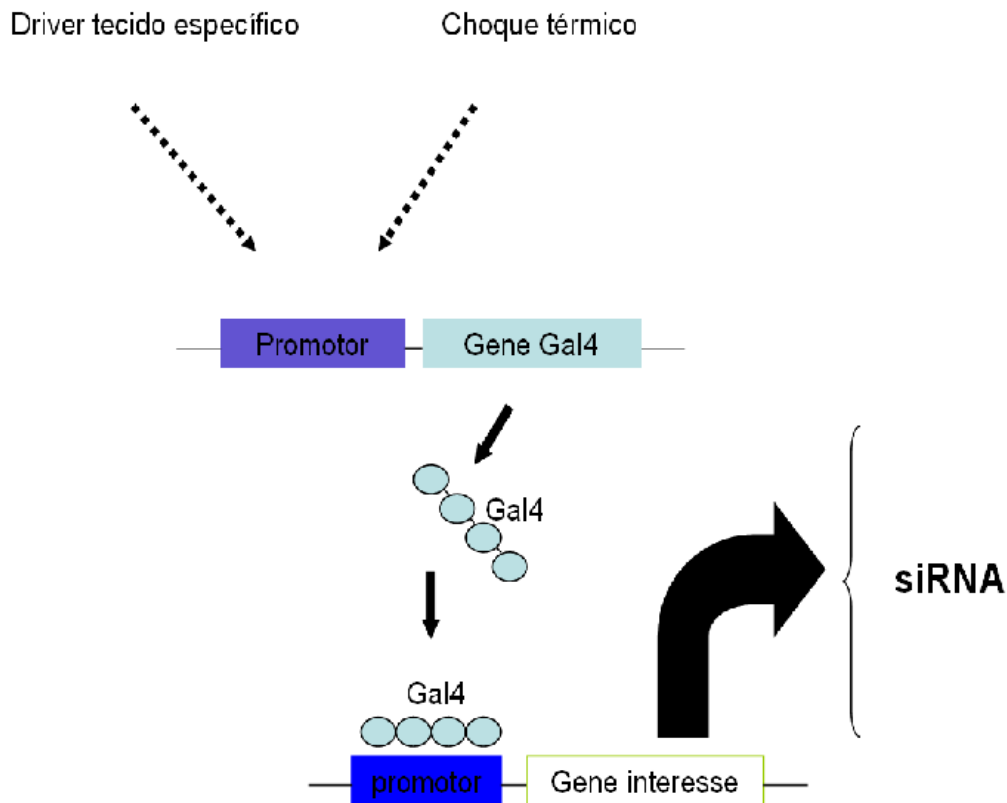 Driver tecido específico
Choque térmico
Promotor
Gene Gal4
Gal4
siRNA
Gal4
promotor
Gene interesse